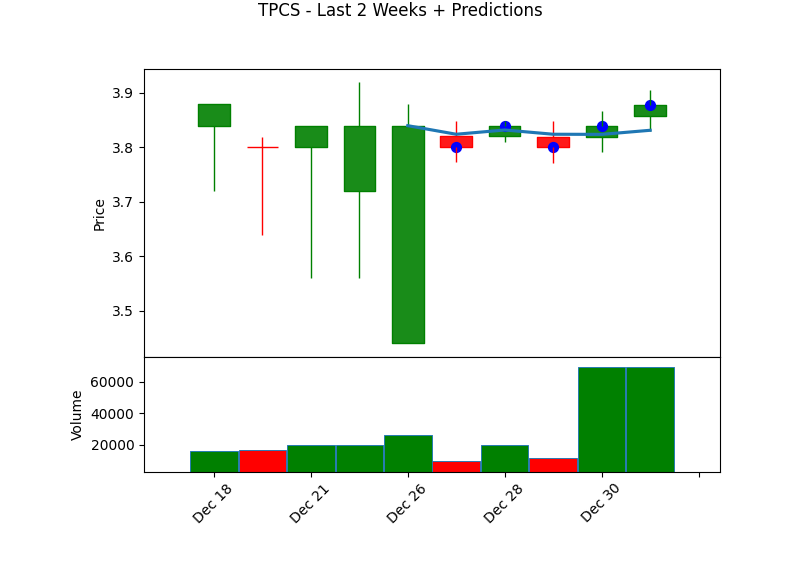 TPCS - Last 2 Weeks + Predictions
3.9
3.8
3.7
3.6
3.5
Price
60000
40000
20000
Volume
Dec 18
Dec 21
Dec 26
Dec 28
Dec 30